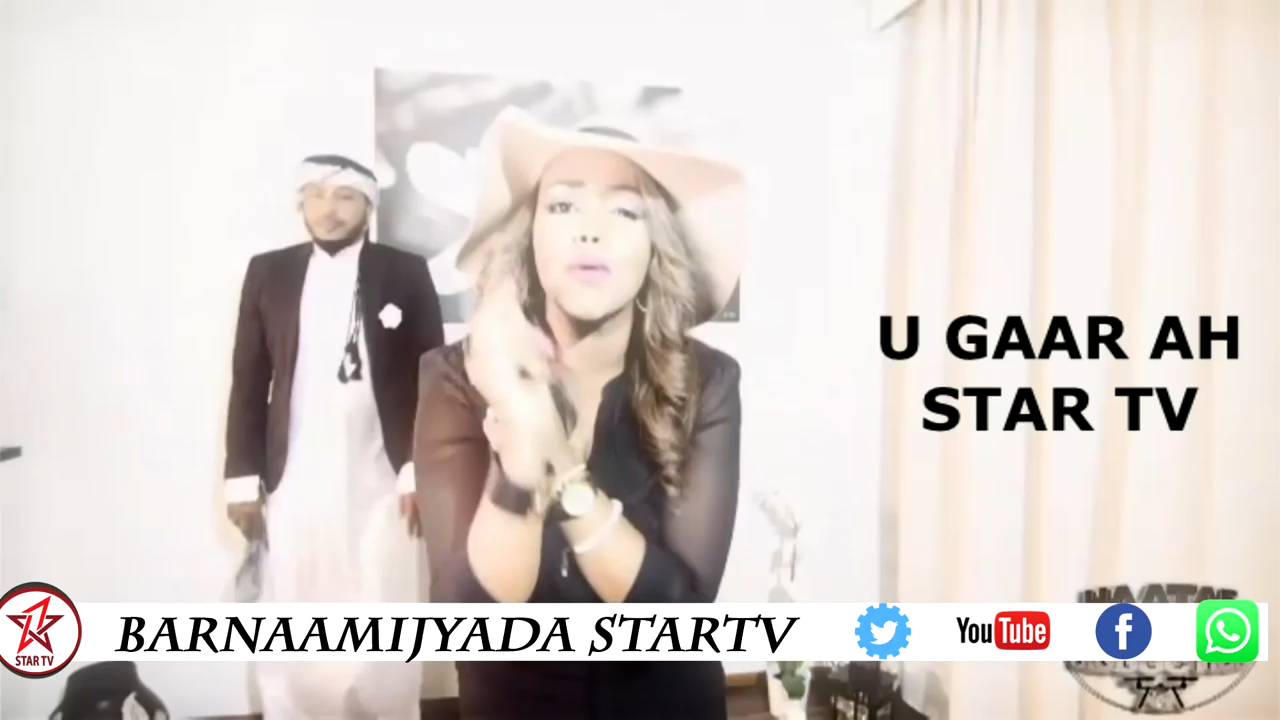 U GAAR AH
STAR TV
STAR TV
BARNAAMIJYADA STARTV
YouTube